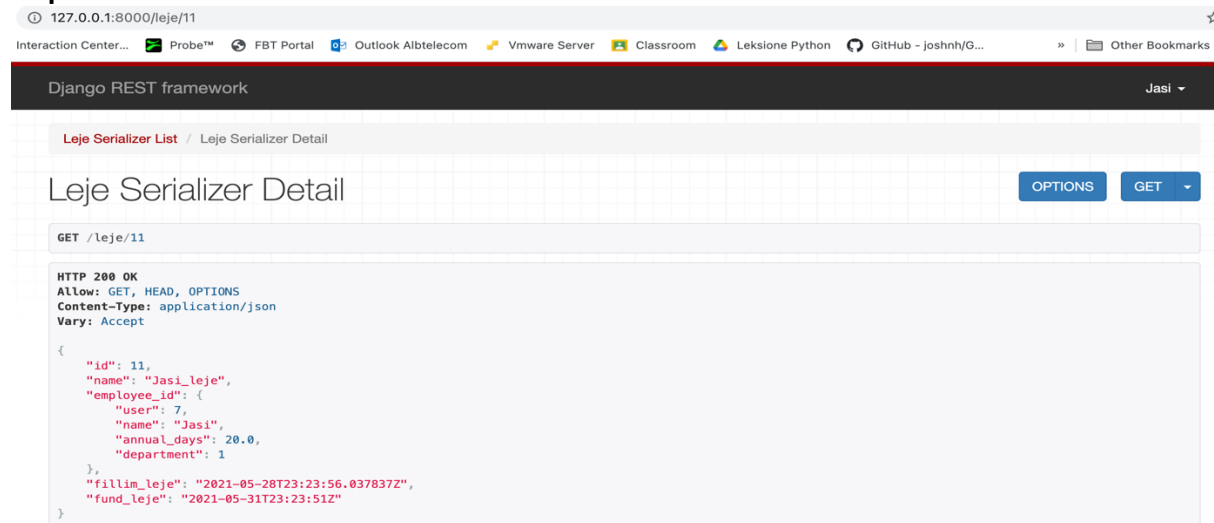 127.0.0.1:8000/leje/11
Interaction Center... Probe™ FBT Portal Outlook Albtelecom Vmware Server Classroom Leksione Python GitHub - joshnh/G... » Other Bookmarks
Django REST framework Jasi
Leje Serializer List / Leje Serializer Detail
Leje Serializer Detail OPTIONS GET
GET /leje/11
HTTP 200 OK
Allow: GET, HEAD, OPTIONS
Content-Type: application/json
Vary: Accept
{
"id": 11,
"name": "Jasi_leje",
"employee_id": {
"user": 7,
"name": "Jasi",
"annual_days": 20.0,
"department": 1
},
"fillim_leje": "2021-05-28T23:23:56.037837Z",
"fund_leje": "2021-05-31T23:23:51Z"
}